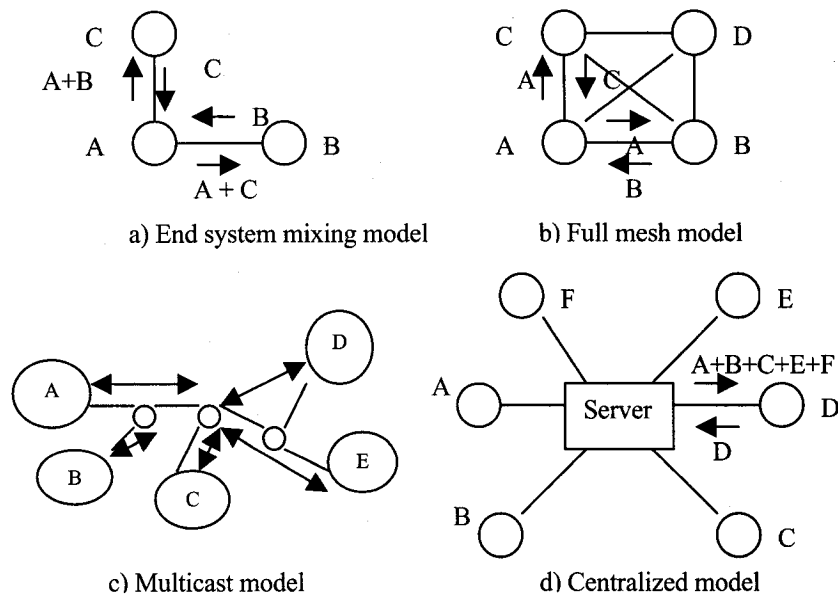 C
A+B
C
A
B
B
A + C
a) End system mixing model
C
D
A
C
A
A
B
B
b) Full mesh model
A
B
C
D
E
c) Multicast model
F
E
A
Server
A+B+C+E+F
D
D
B
C
d) Centralized model